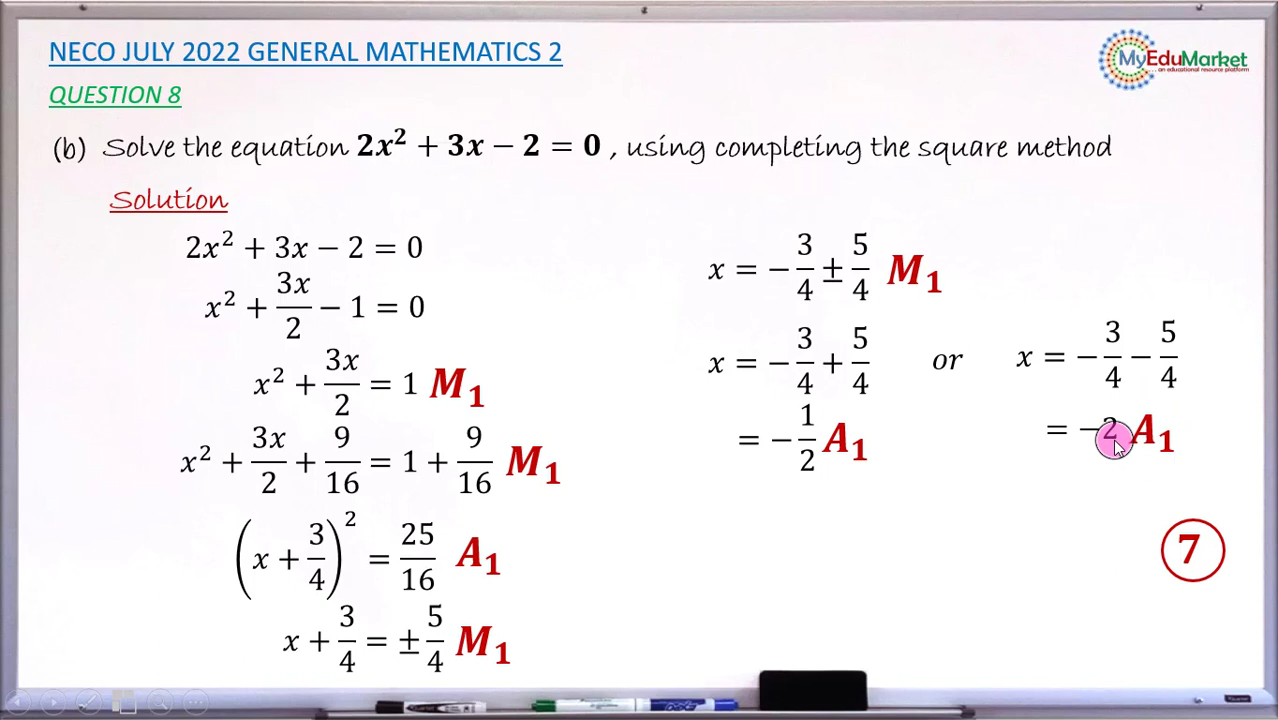 NECO JULY 2022 GENERAL MATHEMATICS 2
MyEduMarket
...an educational resource platform
QUESTION 8
(b) Solve the equation 2x² + 3x − 2 = 0 , using completing the square method
Solution
2x² + 3x − 2 = 0
x² + 3x/2 − 1 = 0
x² + 3x/2 = 1 M₁
x² + 3x/2 + 9/16 = 1 + 9/16 M₁
(x + 3/4)² = 25/16 A₁
x + 3/4 = ± 5/4 M₁
x = − 3/4 ± 5/4 M₁
x = − 3/4 + 5/4 or x = − 3/4 − 5/4
= − 1/2 A₁ = −2 A₁
7